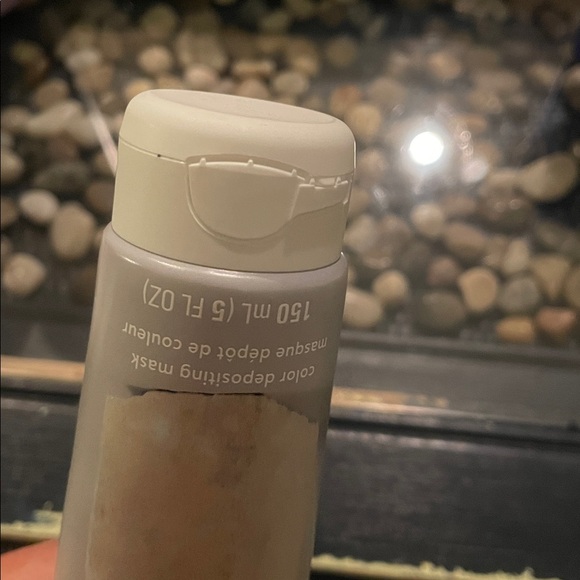 color depositing mask
masque dépôt de couleur
150 mL (5 FL OZ)